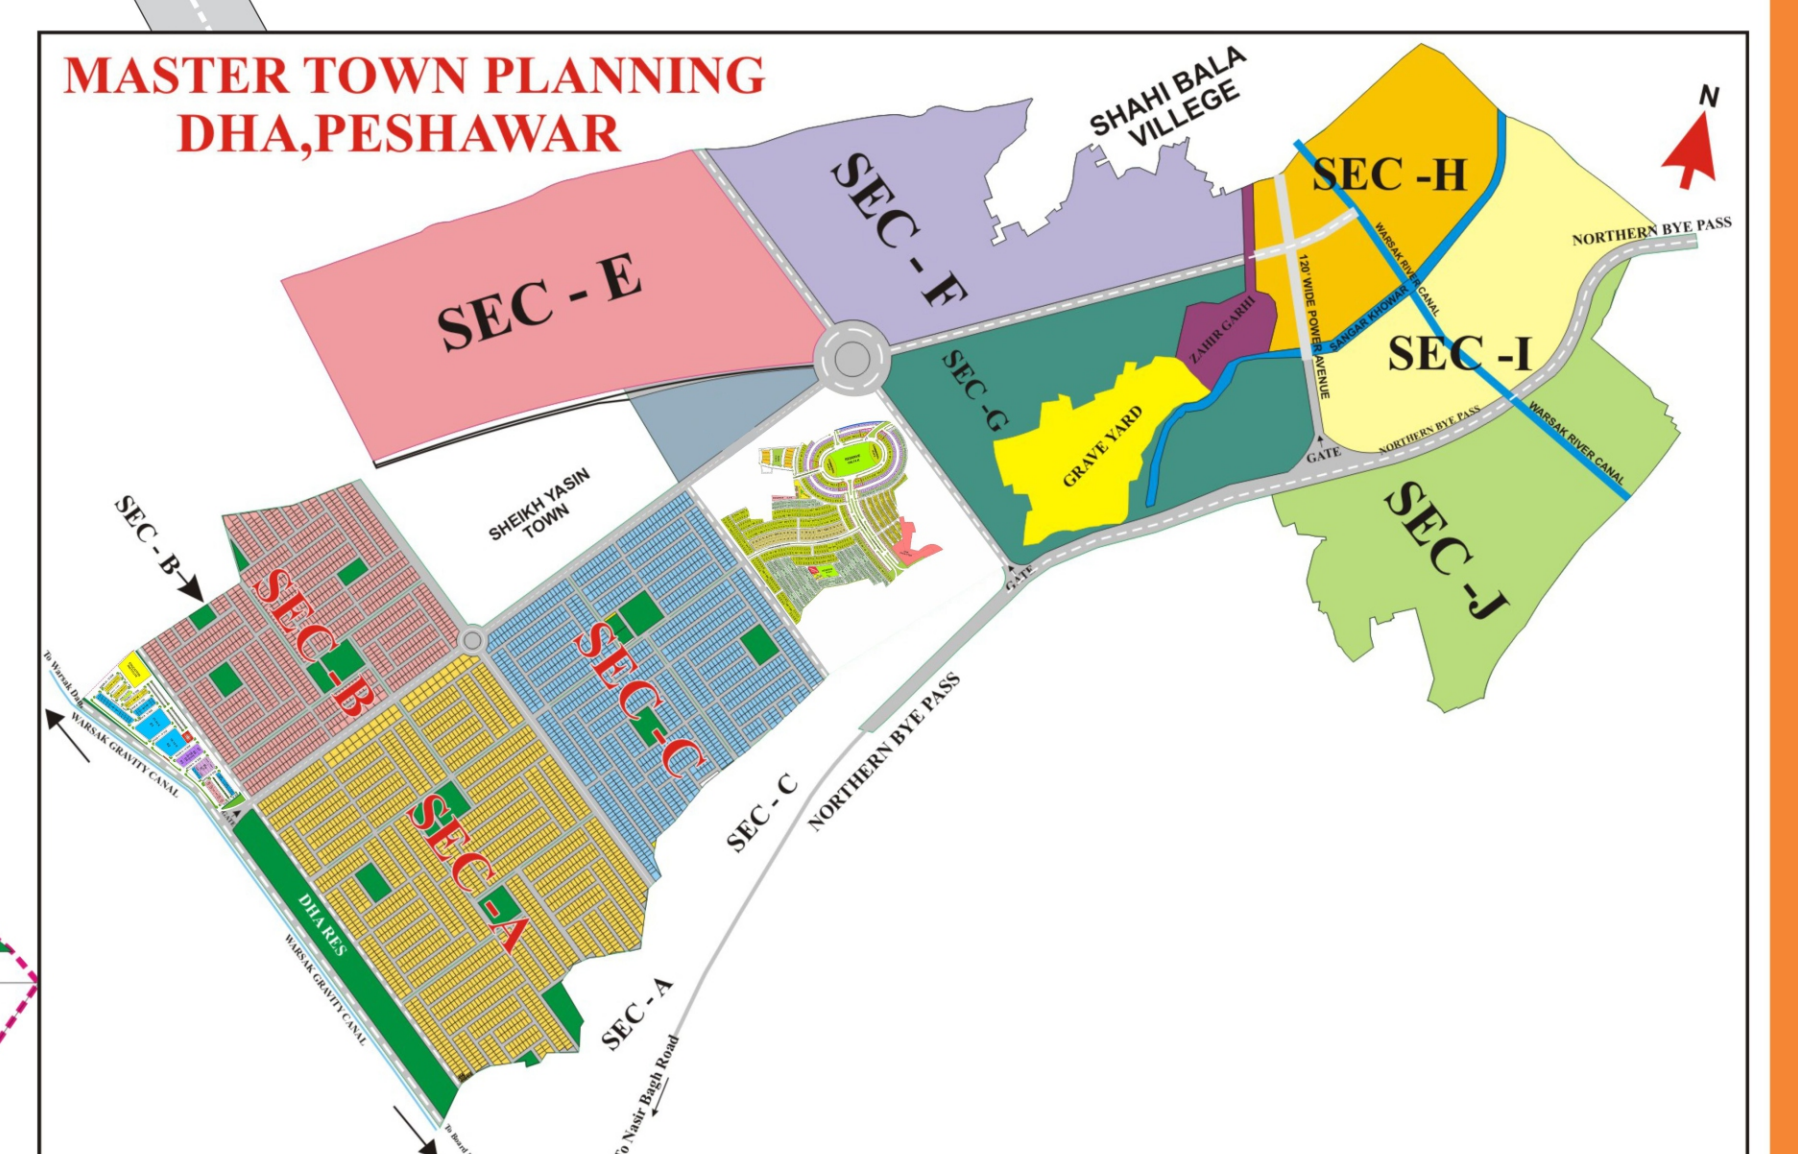 MASTER TOWN PLANNING
DHA,PESHAWAR
N
SHAHI BALA
VILLEGE
SEC -H
NORTHERN BYE PASS
SEC - F
SEC - E
WARSAK RIVER CANAL
120' WIDE POWER AVENUE
SANGAR KHOWAR
ZAHIR GARHI
SEC -I
SEC -G
GRAVE YARD
NORTHERN BYE PASS
WARSAK RIVER CANAL
GATE
SEC -J
SHEIKH YASIN
TOWN
SEC - B
SEC -B
GATE
SEC -C
To Warsak Dam
WARSAK GRAVITY CANAL
GATE
NORTHERN BYE PASS
SEC - C
SEC -A
DHA RES
WARSAK GRAVITY CANAL
SEC - A
To Nasir Bagh Road